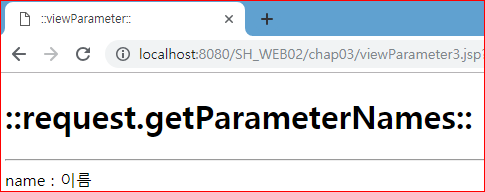 ::viewParameter::
localhost:8080/SH_WEB02/chap03/viewParameter3.jsp?
::request.getParameterNames::
name : 이름